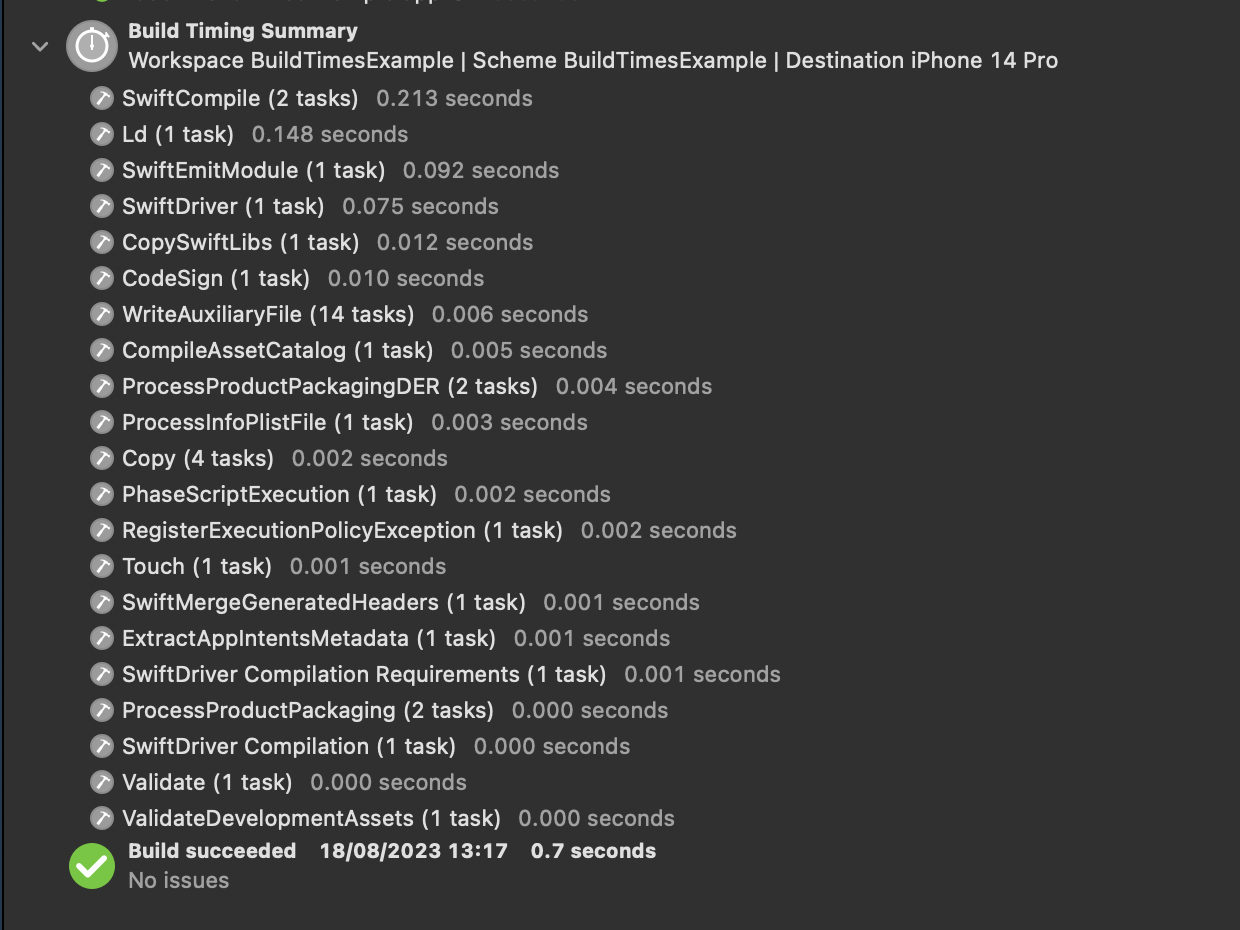 Build Timing Summary
Workspace BuildTimesExample | Scheme BuildTimesExample | Destination iPhone 14 Pro
SwiftCompile (2 tasks) 0.213 seconds
Ld (1 task) 0.148 seconds
SwiftEmitModule (1 task) 0.092 seconds
SwiftDriver (1 task) 0.075 seconds
CopySwiftLibs (1 task) 0.012 seconds
CodeSign (1 task) 0.010 seconds
WriteAuxiliaryFile (14 tasks) 0.006 seconds
CompileAssetCatalog (1 task) 0.005 seconds
ProcessProductPackagingDER (2 tasks) 0.004 seconds
ProcessInfoPlistFile (1 task) 0.003 seconds
Copy (4 tasks) 0.002 seconds
PhaseScriptExecution (1 task) 0.002 seconds
RegisterExecutionPolicyException (1 task) 0.002 seconds
Touch (1 task) 0.001 seconds
SwiftMergeGeneratedHeaders (1 task) 0.001 seconds
ExtractAppIntentsMetadata (1 task) 0.001 seconds
SwiftDriver Compilation Requirements (1 task) 0.001 seconds
ProcessProductPackaging (2 tasks) 0.000 seconds
SwiftDriver Compilation (1 task) 0.000 seconds
Validate (1 task) 0.000 seconds
ValidateDevelopmentAssets (1 task) 0.000 seconds
Build succeeded 18/08/2023 13:17 0.7 seconds
No issues